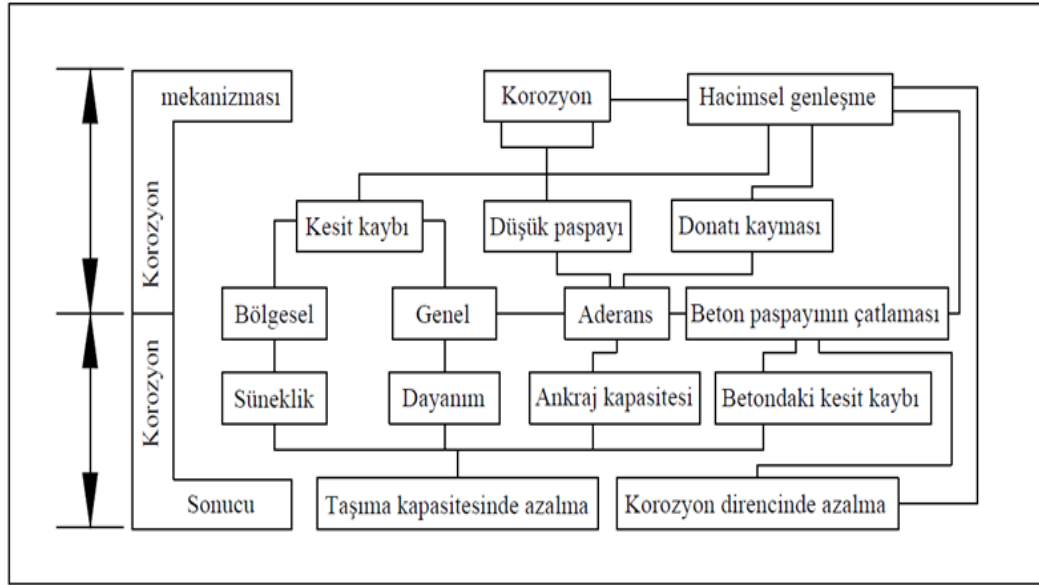 mekanizması
Korozyon
Hacimsel genleşme
Korozyon
Kesit kaybı
Düşük paspayı
Donatı kayması
Bölgesel
Genel
Aderans
Beton paspayının çatlaması
Korozyon
Süneklik
Dayanım
Ankraj kapasitesi
Betondaki kesit kaybı
Sonucu
Taşıma kapasitesinde azalma
Korozyon direncinde azalma